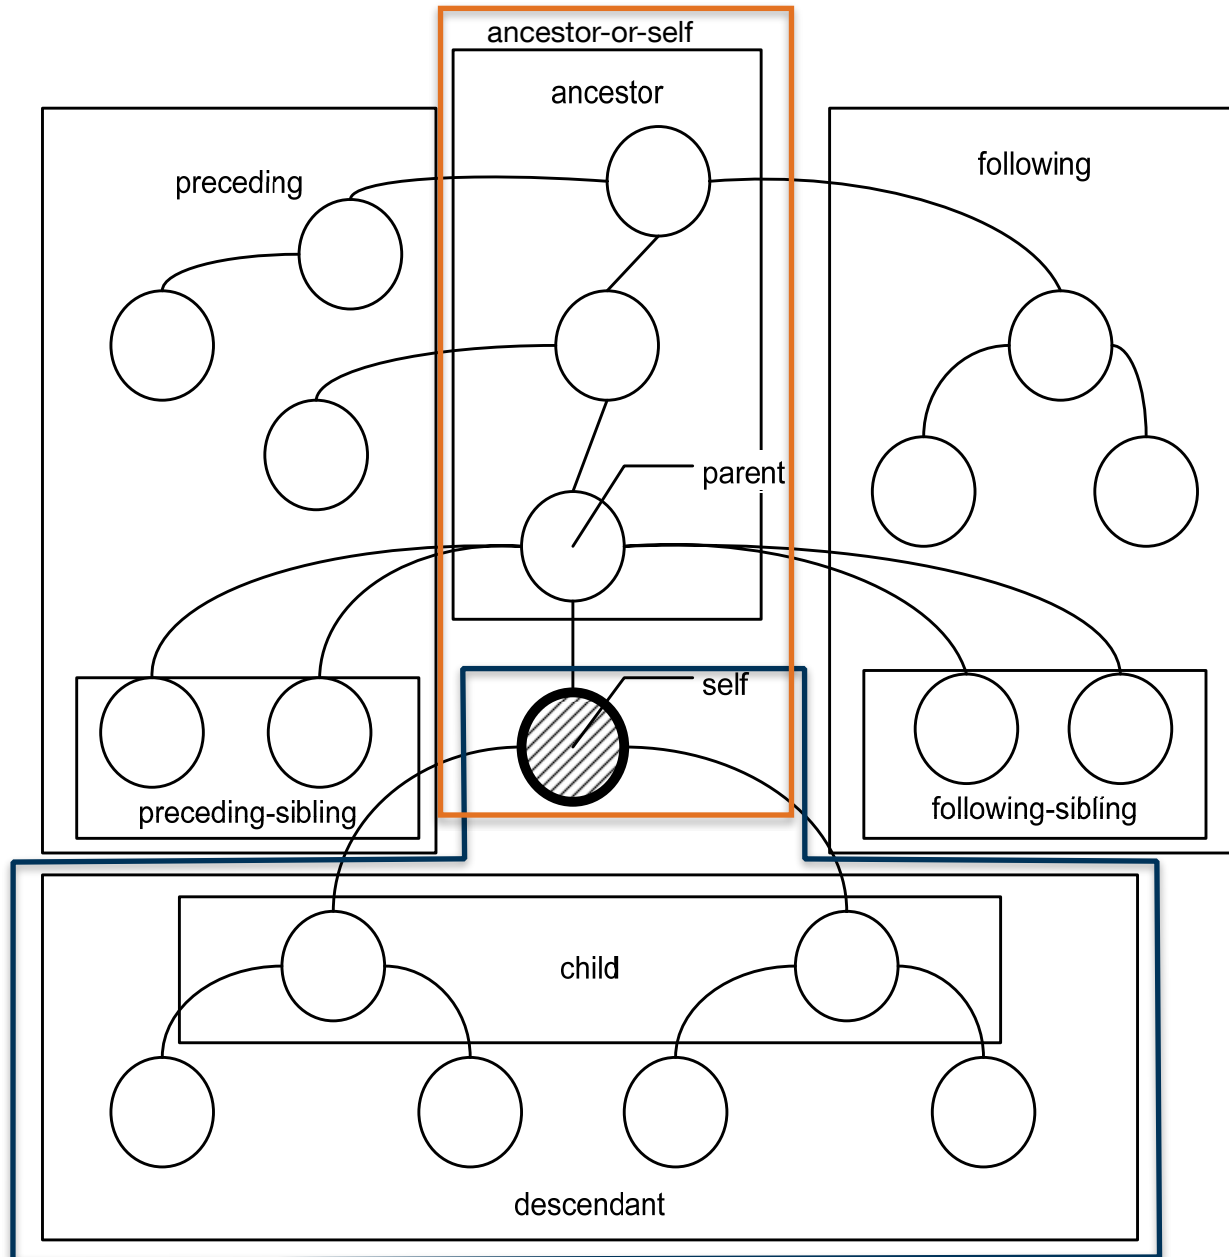 ancestor-or-self
ancestor
preceding
following
parent
self
preceding-sibling
following-sibling
child
descendant